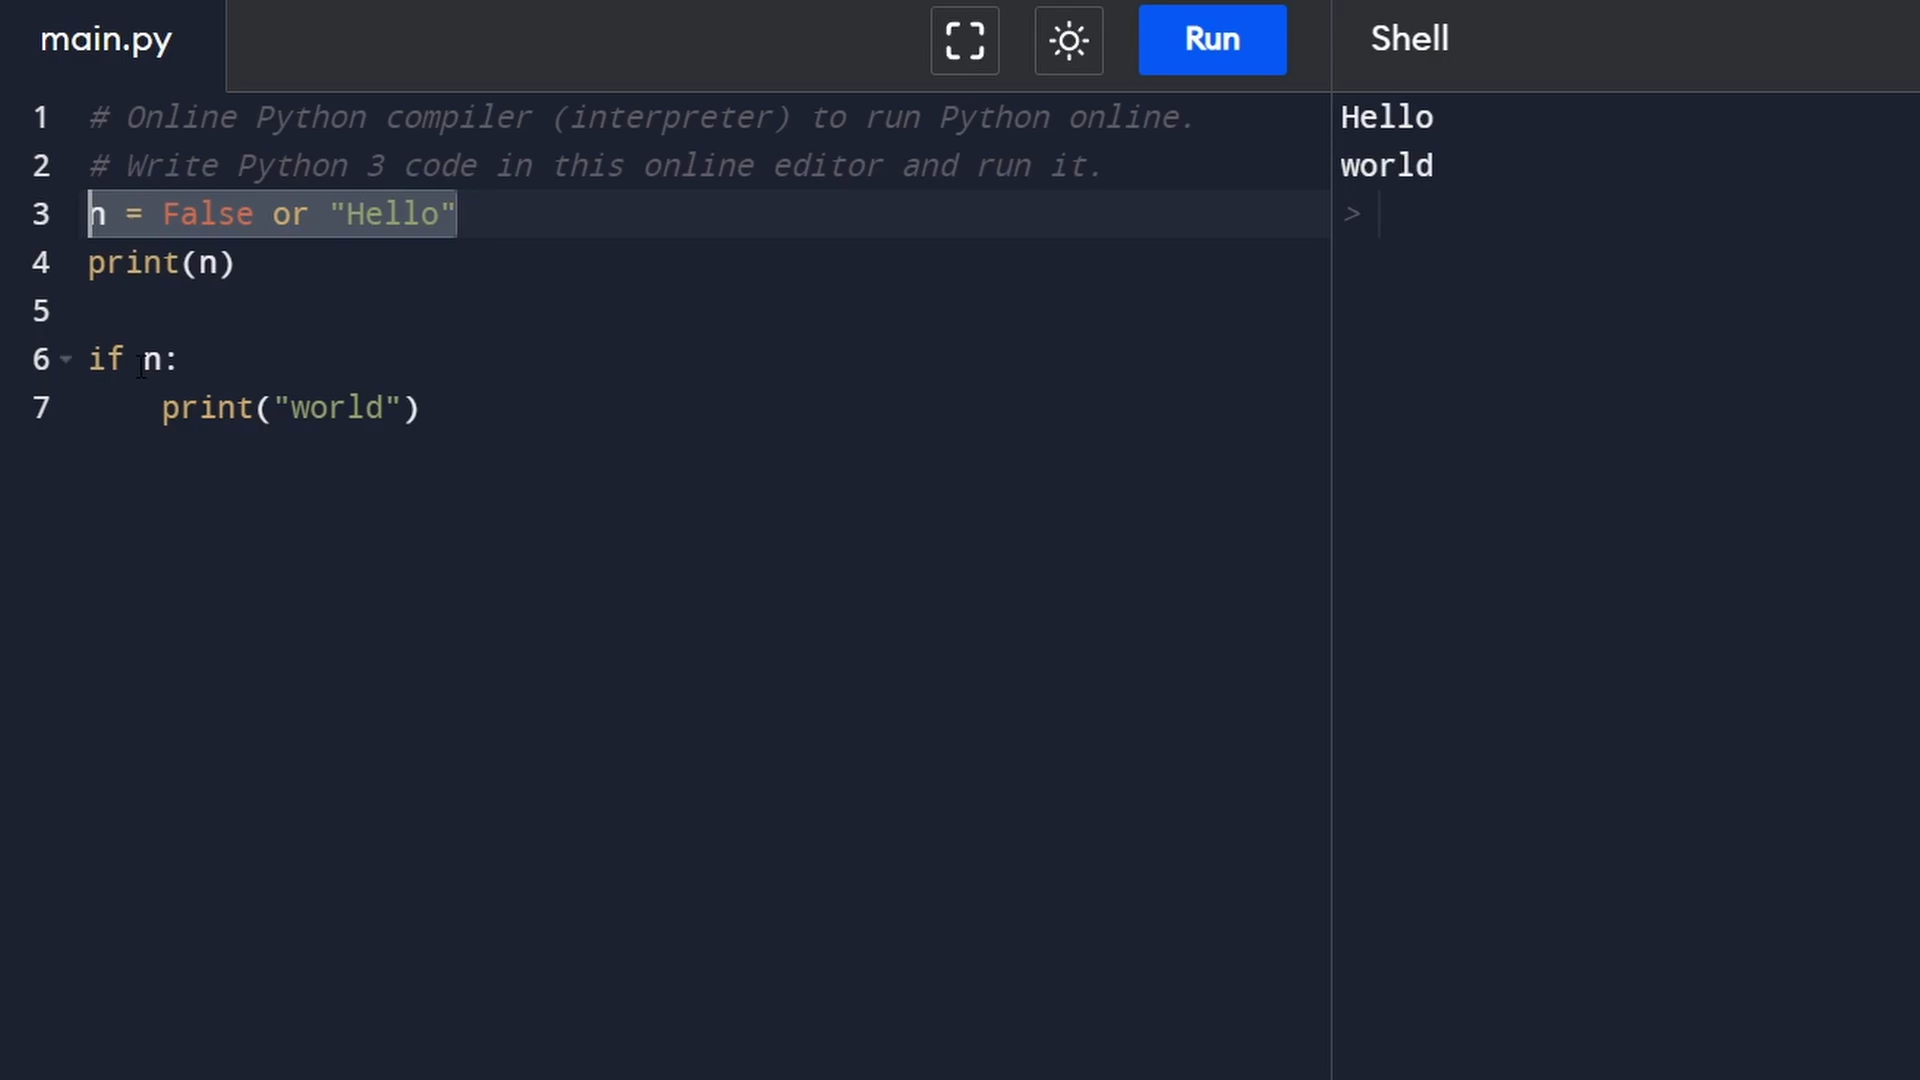 main.py
Run
Shell
1 # Online Python compiler (interpreter) to run Python online.
2 # Write Python 3 code in this online editor and run it.
3 n = False or "Hello"
4 print(n)
5
6 if n:
7     print("world")
Hello
world
>